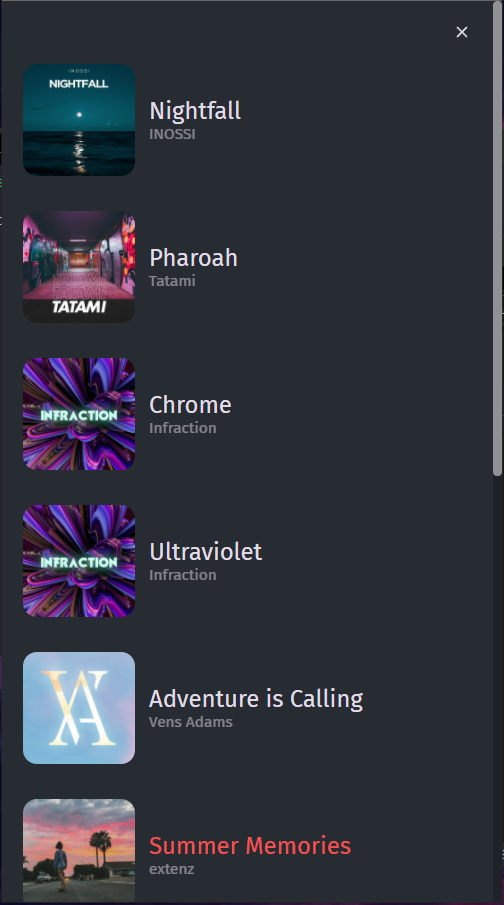 INOSSI
NIGHTFALL
Nightfall
INOSSI
TATAMI
Pharoah
Tatami
INFRACTION
Chrome
Infraction
INFRACTION
Ultraviolet
Infraction
VA
Adventure is Calling
Vens Adams
Summer Memories
extenz